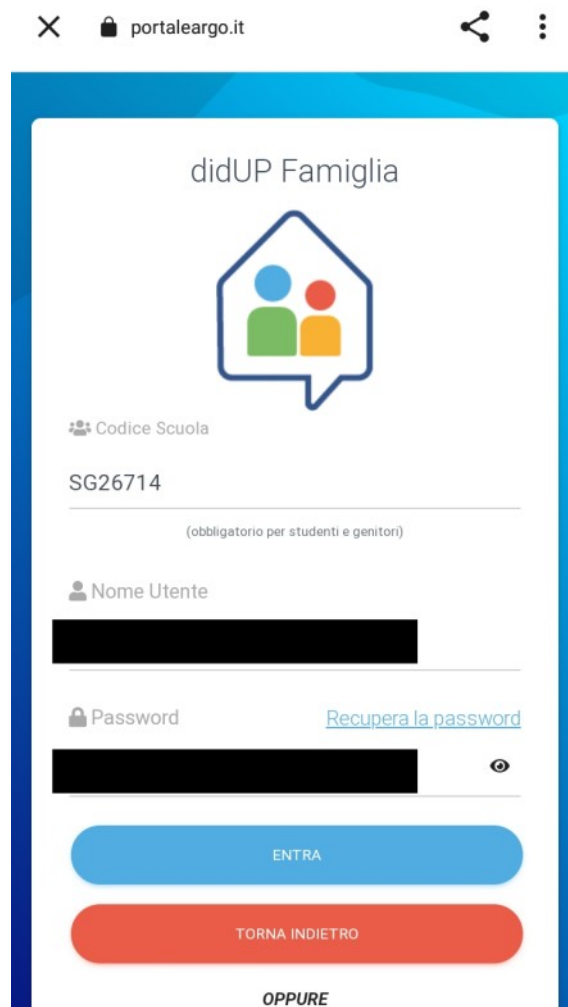 portaleargo.it
didUP Famiglia
Codice Scuola
SG26714
(obbligatorio per studenti e genitori)
Nome Utente
Password Recupera la password
ENTRA
TORNA INDIETRO
OPPURE